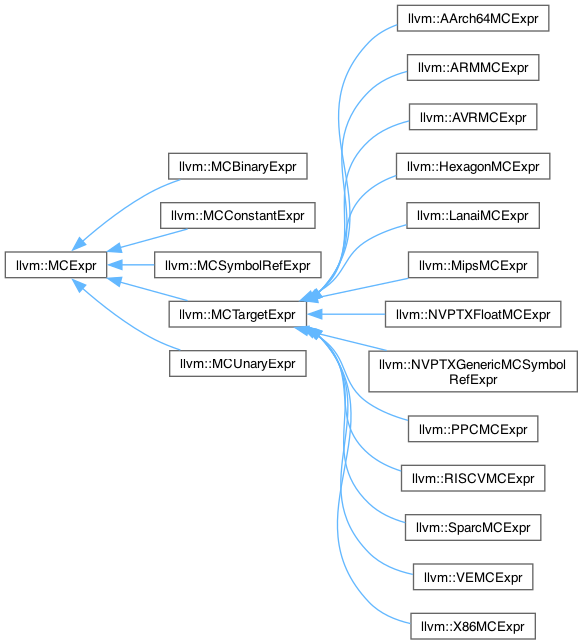 llvm::AArch64MCExpr
llvm::ARMMCExpr
llvm::AVRMCExpr
llvm::MCBinaryExpr
llvm::HexagonMCExpr
llvm::MCConstantExpr
llvm::LanaiMCExpr
llvm::MCExpr
llvm::MCSymbolRefExpr
llvm::MipsMCExpr
llvm::MCTargetExpr
llvm::NVPTXFloatMCExpr
llvm::MCUnaryExpr
llvm::NVPTXGenericMCSymbol
RefExpr
llvm::PPCMCExpr
llvm::RISCVMCExpr
llvm::SparcMCExpr
llvm::VEMCExpr
llvm::X86MCExpr